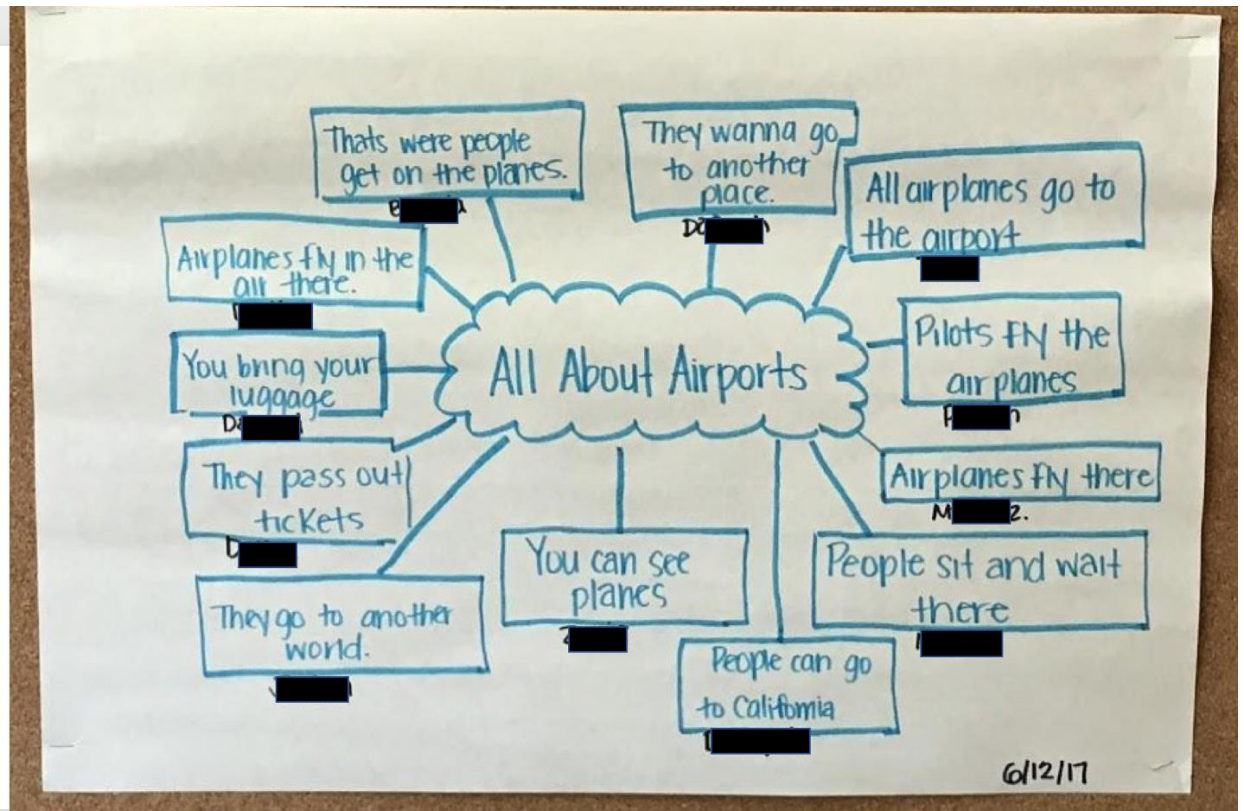 Thats were people
get on the planes.
They wanna go
to another
place.
All airplanes go to
the airport
Airplanes fly in the
air there.
Pilots fly the
airplanes
You bring your
luggage
All About Airports
They pass out
tickets
Airplanes fly there
They go to another
world.
You can see
planes
People sit and wait
there
People can go
to California
6/12/17